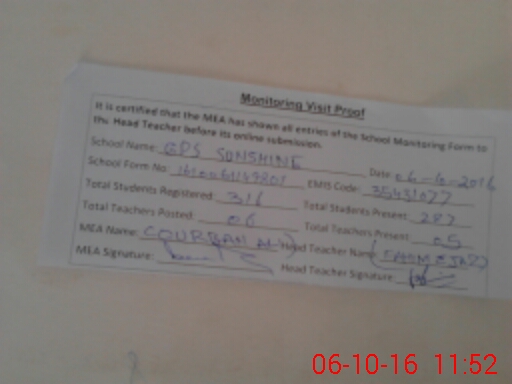 Monitoring Visit Proof
It is certified that the MEA has shown all entries of the School Monitoring Form to
the Head Teacher before its online submission.
School Name: GPS SUNSHINE Date 06-6-2016
School Form No: EMIS Code: 35431077
Total Students Registered: 316 Total Students Present: 287
Total Teachers Posted: 06 Total Teachers Present: 05
MEA Name: Head Teacher Name
MEA Signature: Head Teacher Signature:
06-10-16 11:52